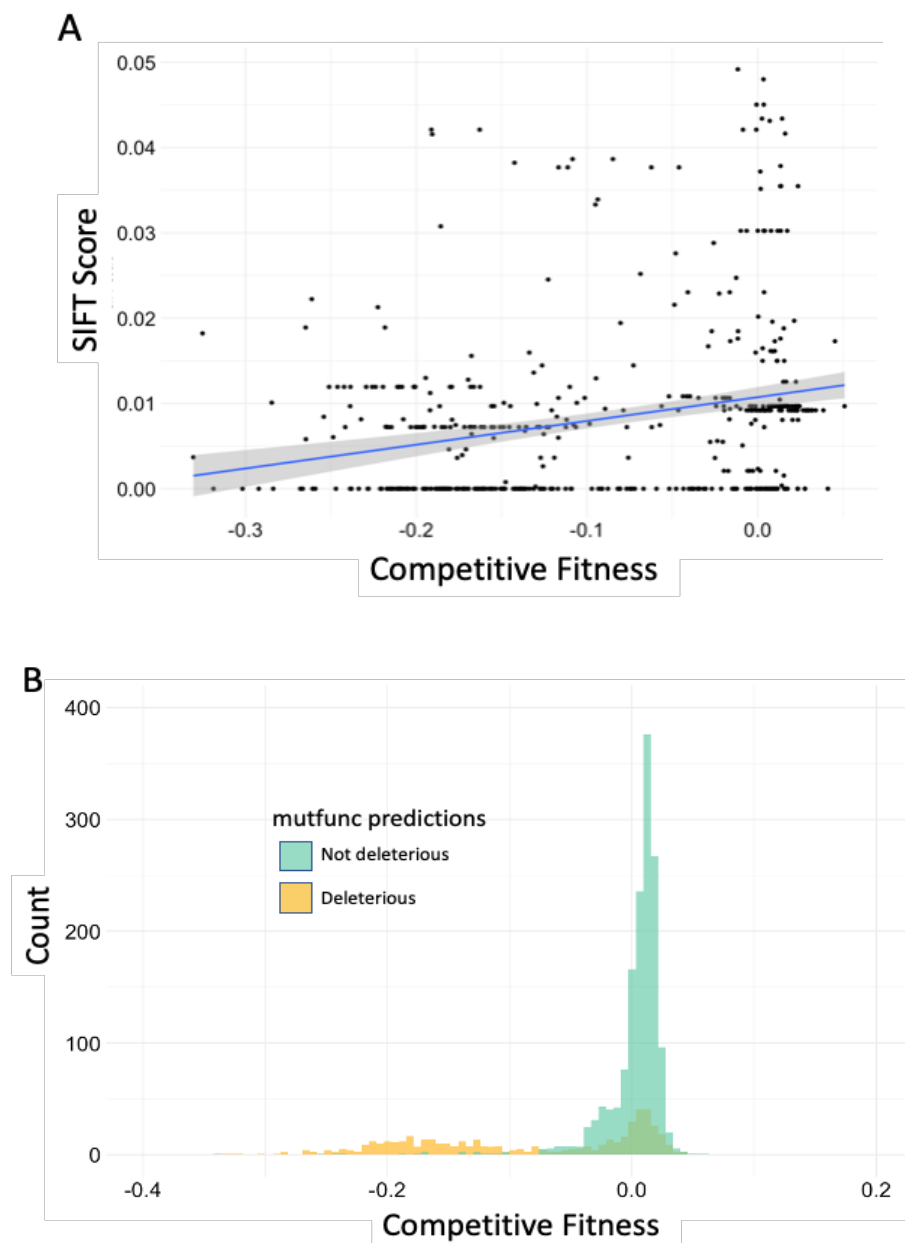 A
0.05
0.04
0.03
0.02
0.01
0.00
SIFT Score
-0.3
-0.2
-0.1
0.0
Competitive Fitness
B
400
300
200
100
0
Count
mutfunc predictions
Not deleterious
Deleterious
-0.4
-0.2
0.0
0.2
Competitive Fitness